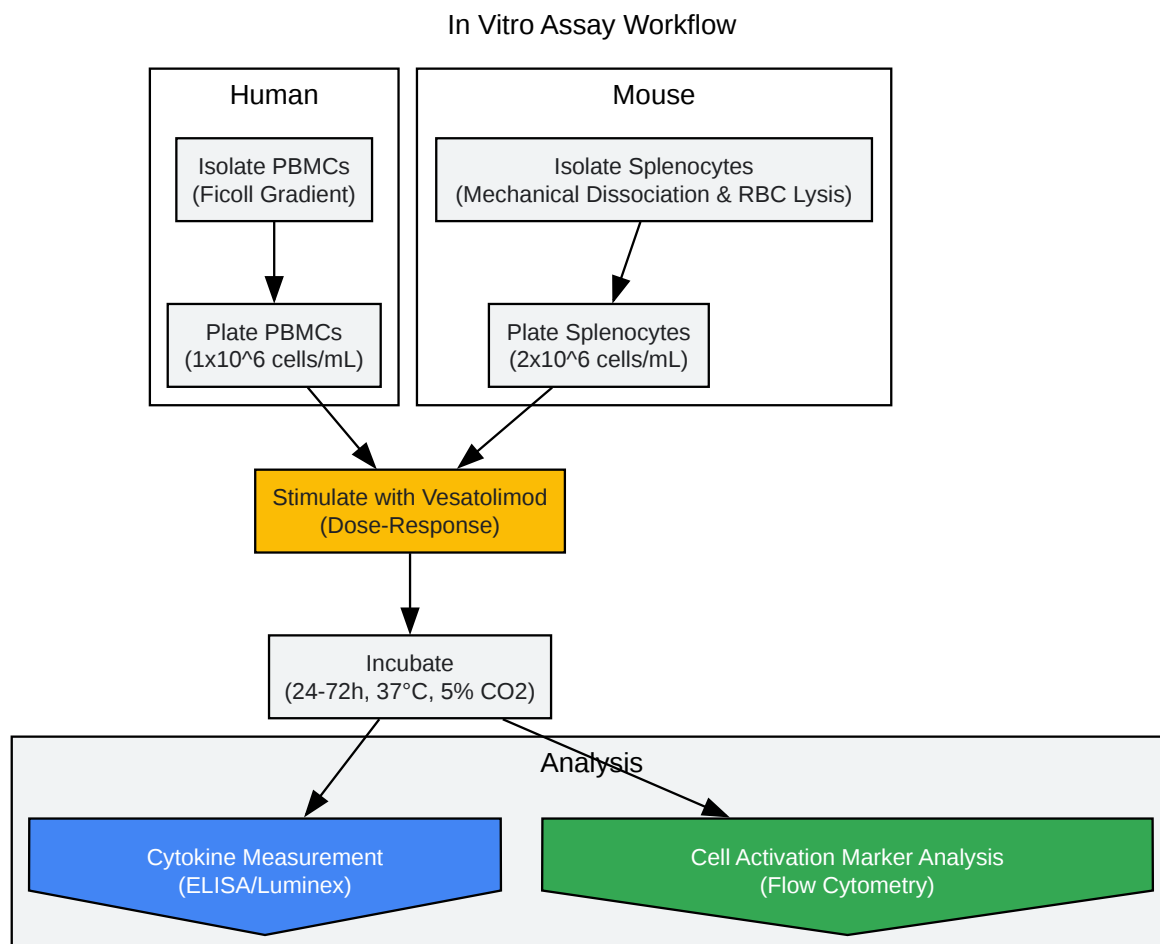 In Vitro Assay Workflow
Human
Isolate PBMCs
(Ficoll Gradient)
Plate PBMCs
(1x10^6 cells/mL)
Mouse
Isolate Splenocytes
(Mechanical Dissociation & RBC Lysis)
Plate Splenocytes
(2x10^6 cells/mL)
Stimulate with Vesatolimod
(Dose-Response)
Incubate
(24-72h, 37°C, 5% CO2)
Analysis
Cytokine Measurement
(ELISA/Luminex)
Cell Activation Marker Analysis
(Flow Cytometry)